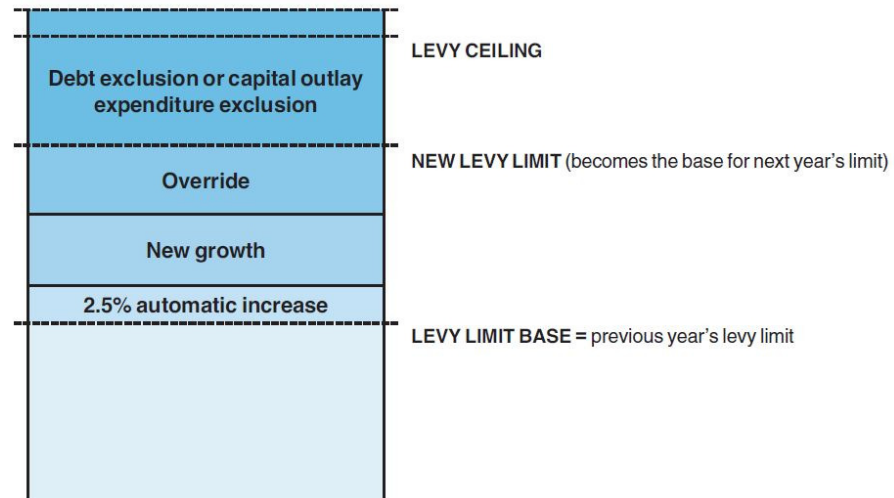 LEVY CEILING
Debt exclusion or capital outlay
expenditure exclusion
NEW LEVY LIMIT (becomes the base for next year’s limit)
Override
New growth
2.5% automatic increase
LEVY LIMIT BASE = previous year’s levy limit